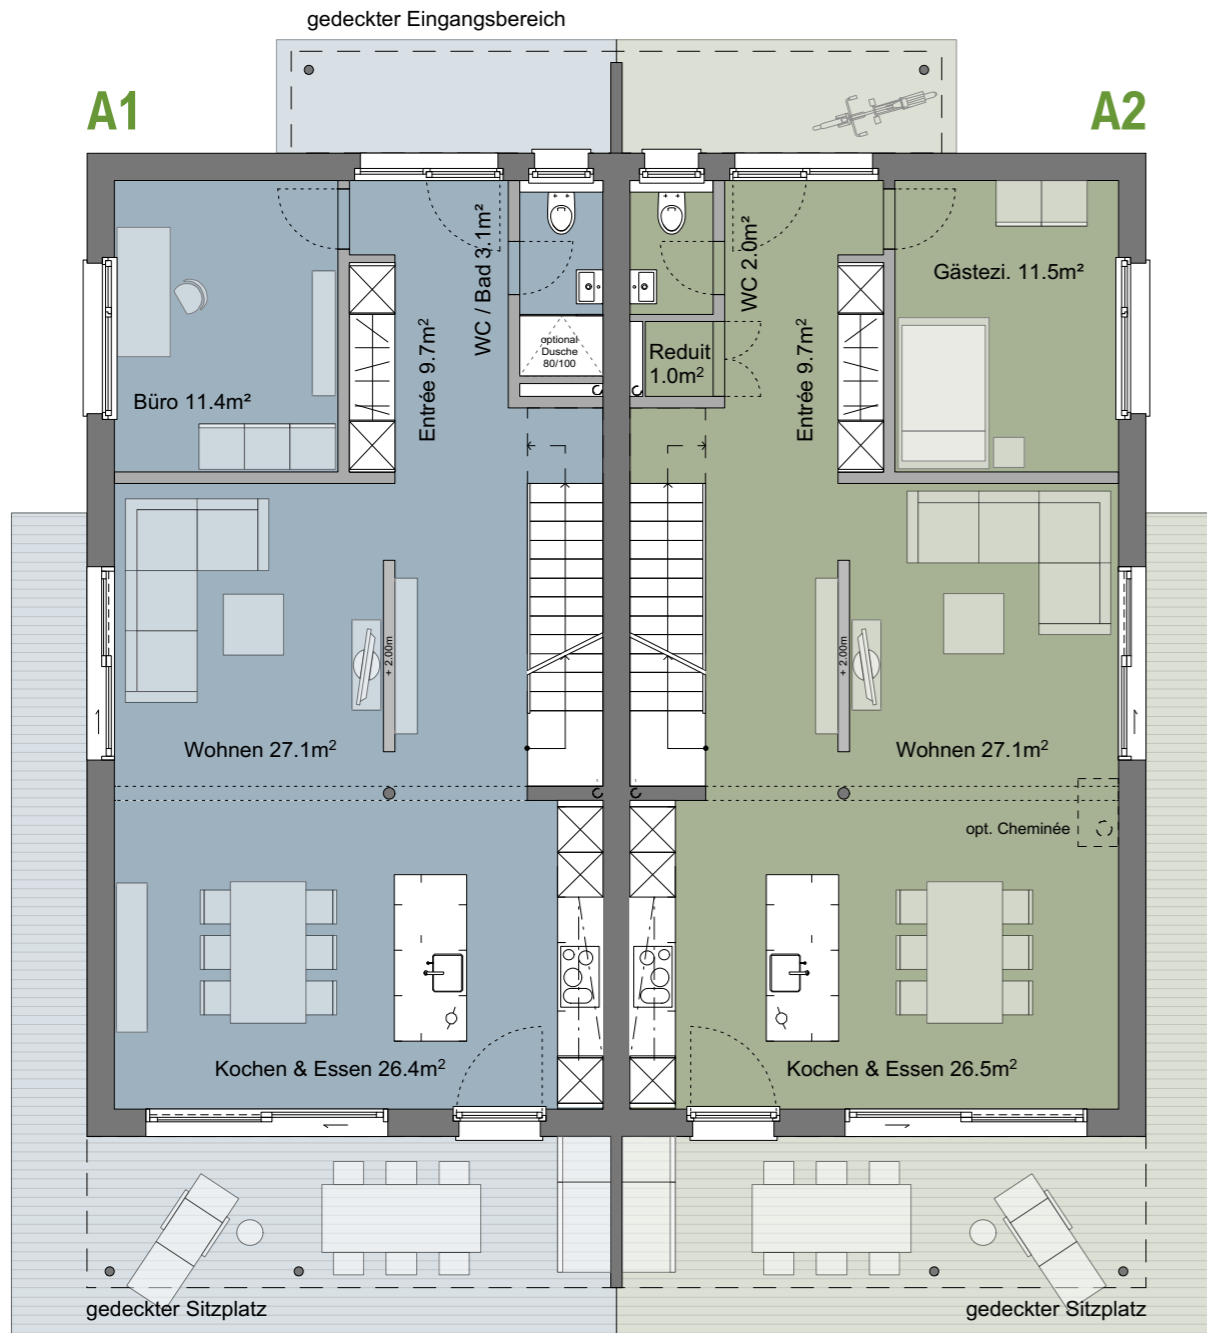 gedeckter Eingangsbereich
A1
A2
WC / Bad 3.1m²
WC 2.0m²
Gästezi. 11.5m²
Entrée 9.7m²
optional
Dusche
80/100
Reduit
1.0m²
Entrée 9.7m²
Büro 11.4m²
+ 2.00m
+ 2.00m
Wohnen 27.1m²
Wohnen 27.1m²
opt. Cheminée
Kochen & Essen 26.4m²
Kochen & Essen 26.5m²
gedeckter Sitzplatz
gedeckter Sitzplatz